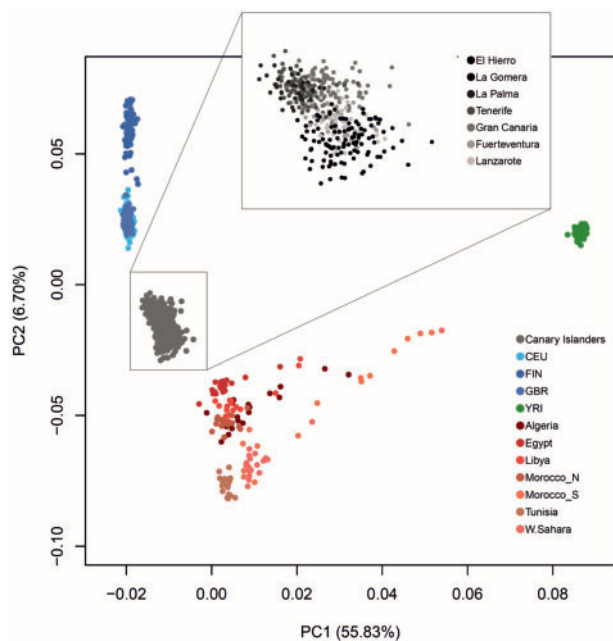 El Hierro
La Gomera
La Palma
Tenerife
Gran Canaria
Fuerteventura
Lanzarote
PC2 (6.70%)
0.05
0.00
−0.05
−0.10
Canary Islanders
CEU
FIN
GBR
YRI
Algeria
Egypt
Libya
Morocco_N
Morocco_S
Tunisia
W.Sahara
−0.02 0.00 0.02 0.04 0.06 0.08
PC1 (55.83%)